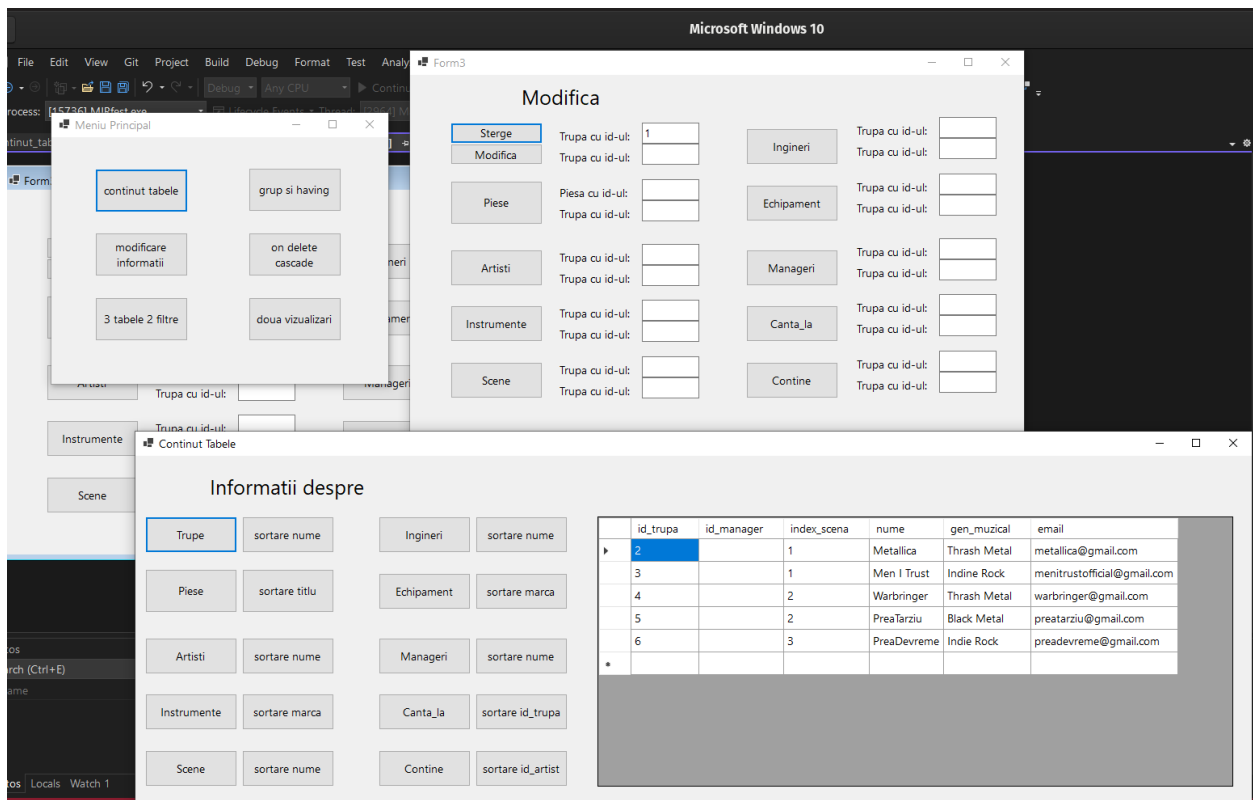 Microsoft Windows 10
File Edit View Git Project Build Debug Format Test Analy
Debug Any CPU Continu
rocess: [15736] MIPfest.exe Lifecycle Events Thread: [2964] M
tinut_tab
Form3
Modifica
Sterge Trupa cu id-ul: 1
Modifica Trupa cu id-ul:
Piese Piesa cu id-ul:
Trupa cu id-ul:
Artisti Trupa cu id-ul:
Trupa cu id-ul:
Instrumente Trupa cu id-ul:
Trupa cu id-ul:
Scene Trupa cu id-ul:
Trupa cu id-ul:
Ingineri Trupa cu id-ul:
Trupa cu id-ul:
Echipament Trupa cu id-ul:
Trupa cu id-ul:
Manageri Trupa cu id-ul:
Trupa cu id-ul:
Canta_la Trupa cu id-ul:
Trupa cu id-ul:
Contine Trupa cu id-ul:
Trupa cu id-ul:
Meniu Principal
continut tabele grup si having
modificare informatii
on delete cascade
3 tabele 2 filtre doua vizualizari
Form
neri
amen
Artisti Trupa cu id-ul: Manageri
Instrumente Trupa cu id-ul:
Scene
Continut Tabele
Informatii despre
Trupe sortare nume Ingineri sortare nume
Piese sortare titlu Echipament sortare marca
Artisti sortare nume Manageri sortare nume
Instrumente sortare marca Canta_la sortare id_trupa
Scene sortare nume Contine sortare id_artist
id_trupa id_manager index_scena nume gen_muzical email
2 1 Metallica Thrash Metal metallica@gmail.com
3 1 Men I Trust Indine Rock menitrustofficial@gmail.com
4 2 Warbringer Thrash Metal warbringer@gmail.com
5 2 PreaTarziu Black Metal preatarziu@gmail.com
6 3 PreaDevreme Indie Rock preadevreme@gmail.com
tos
rch (Ctrl+E)
ame
tos Locals Watch 1